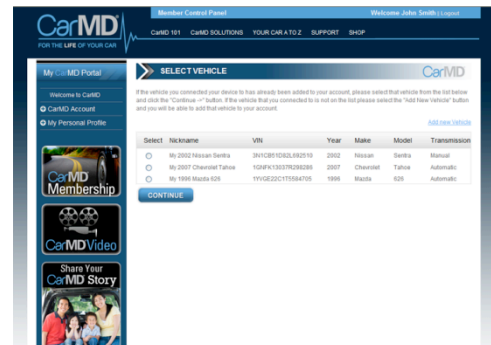 CarMD
FOR THE LIFE OF YOUR CAR
Member Control Panel
Welcome John Smith | Logout
CarMD 101 CarMD SOLUTIONS YOUR CAR A TO Z SUPPORT SHOP
My CarMD Portal
Welcome to CarMD
CarMD Account
My Personal Profile
CarMD
Membership
CarMDVideo
Share Your
CarMD Story
SELECT VEHICLE
CarMD
If the vehicle you connected your device to has already been added to your account, please select that vehicle from the list below
and click the "Continue ->" button. If the vehicle that you connected to is not on the list please select the "Add New Vehicle" button
and you will be able to add that vehicle to your account.
Add new Vehicle
Select Nickname VIN Year Make Model Transmission
My 2002 Nissan Sentra 3N1CB51D82L592510 2002 Nissan Sentra Manual
My 2007 Chevrolet Tahoe 1GNFK13037R298285 2007 Chevrolet Tahoe Automatic
My 1996 Mazda 626 1YVGE22C1T5584705 1996 Mazda 626 Automatic
CONTINUE